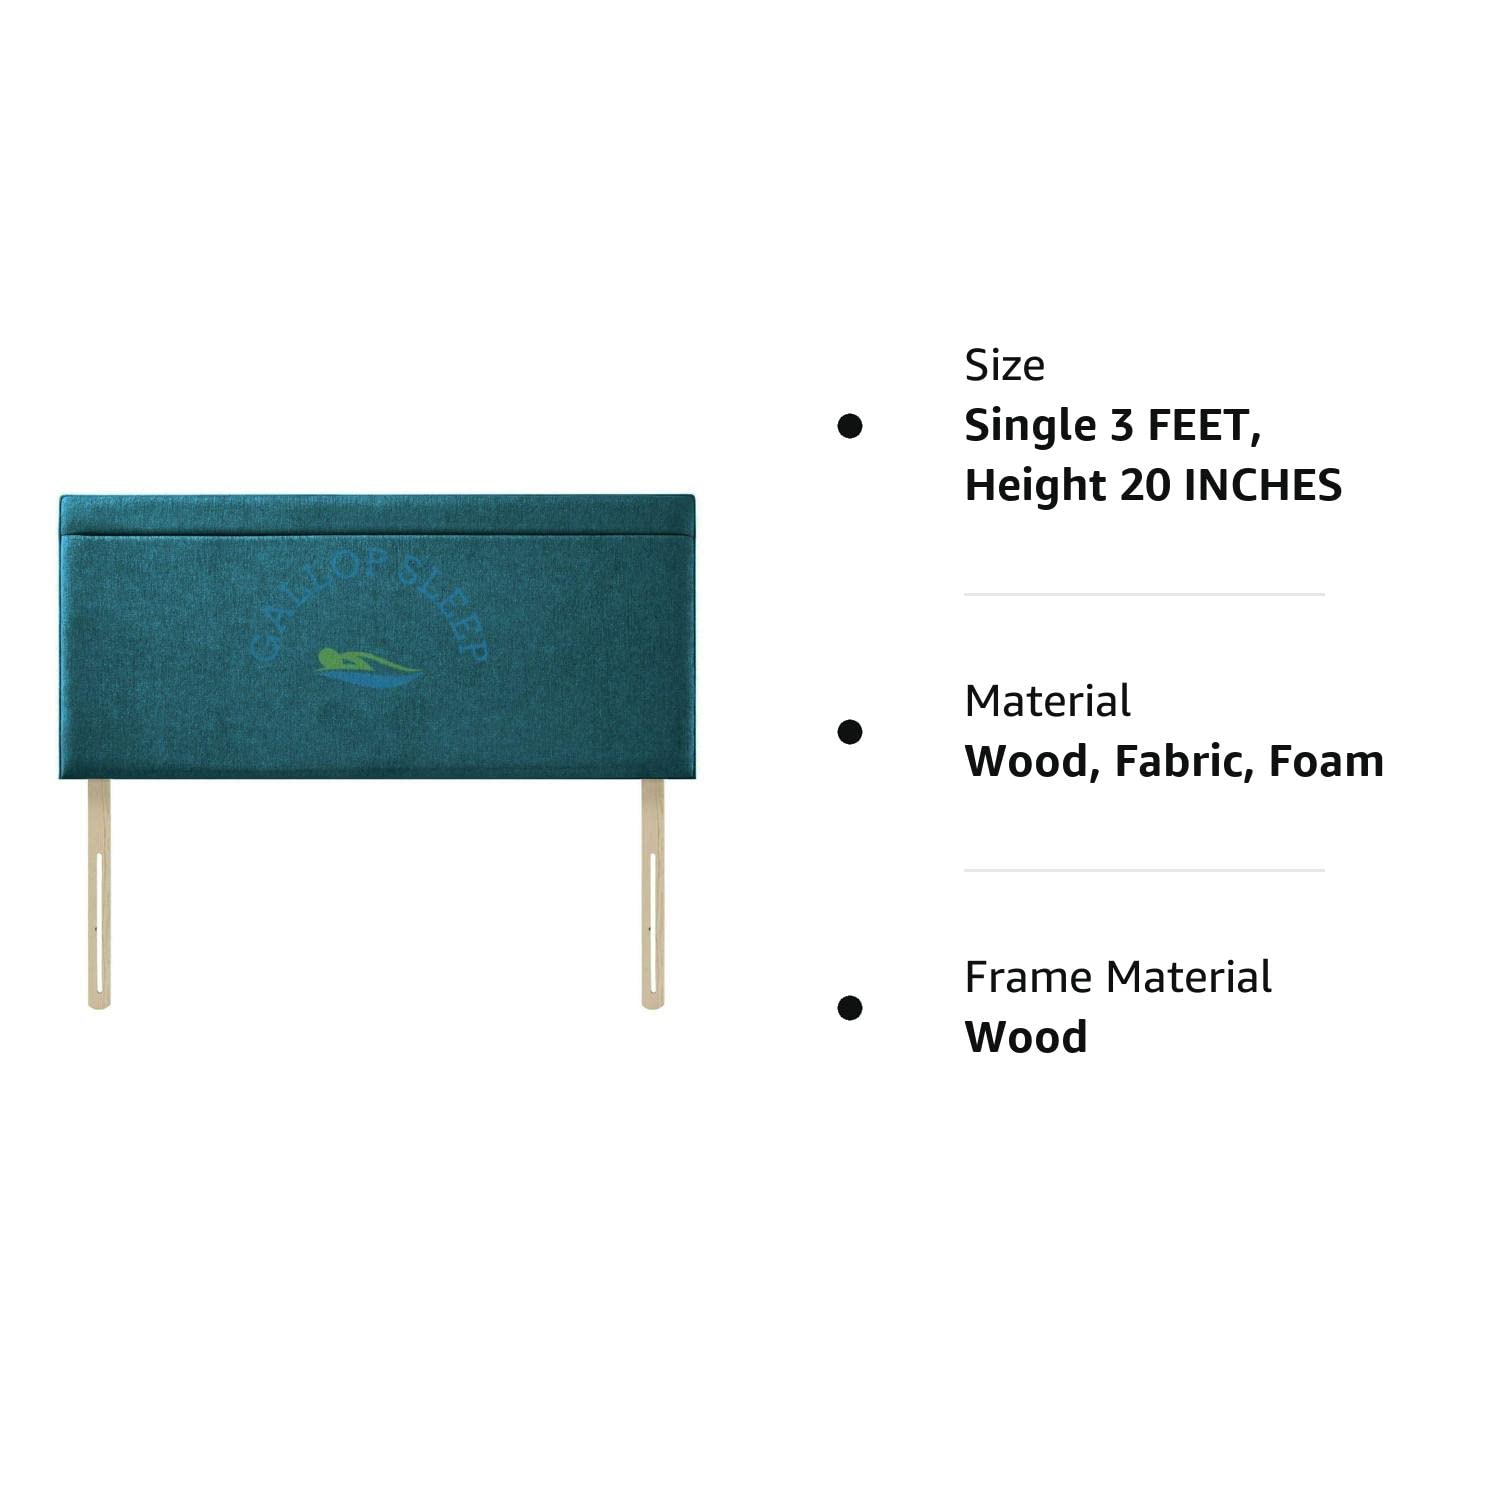 GALLOP SLEEP
Size
Single 3 FEET,
Height 20 INCHES
Material
Wood, Fabric, Foam
Frame Material
Wood